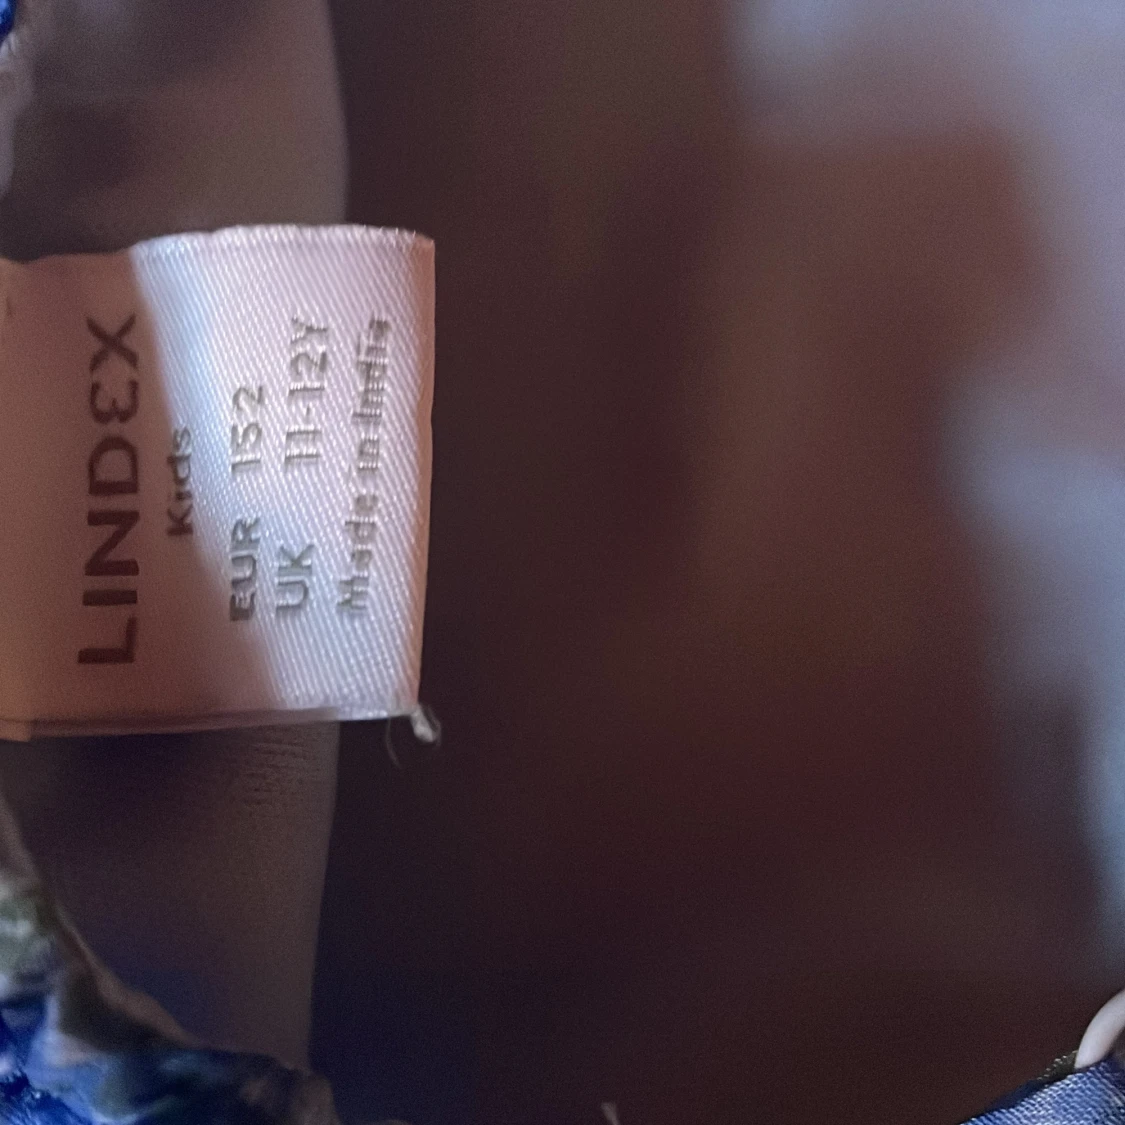 LINDEX
Kids
EUR 152
UK 11-12Y
Made in India